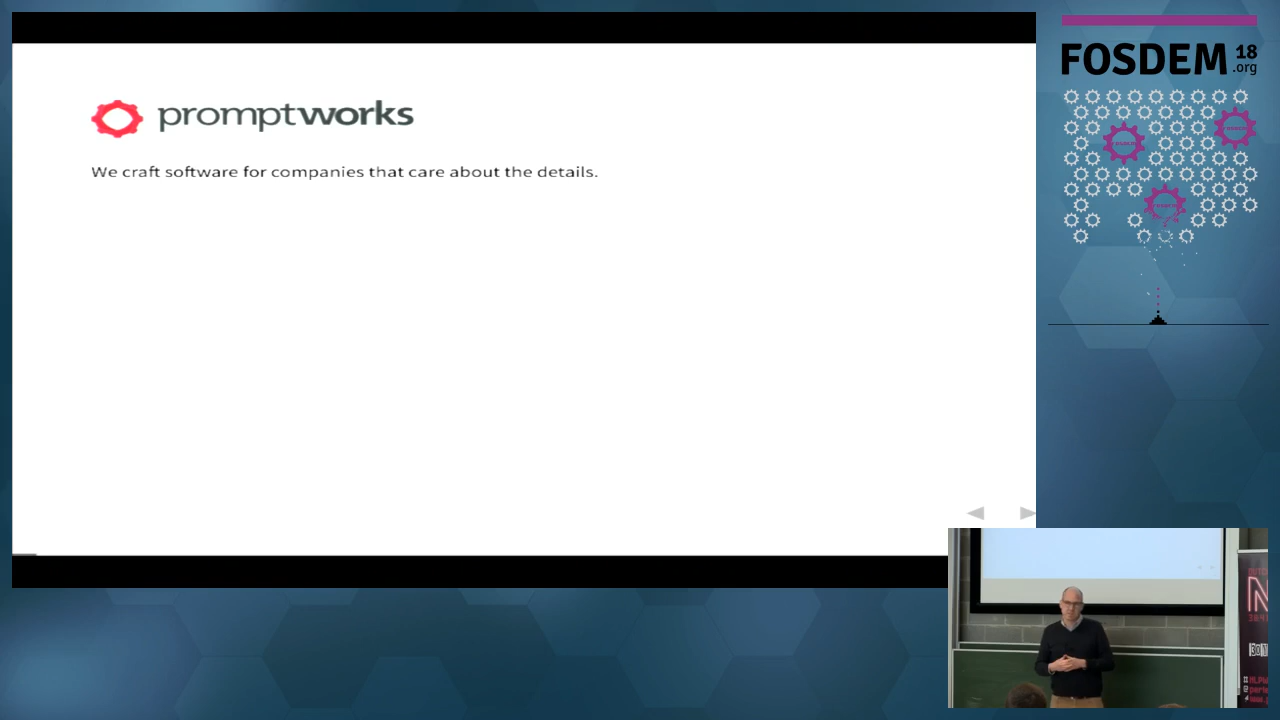 promptworks
We craft software for companies that care about the details.
FOSDEM 18
.org